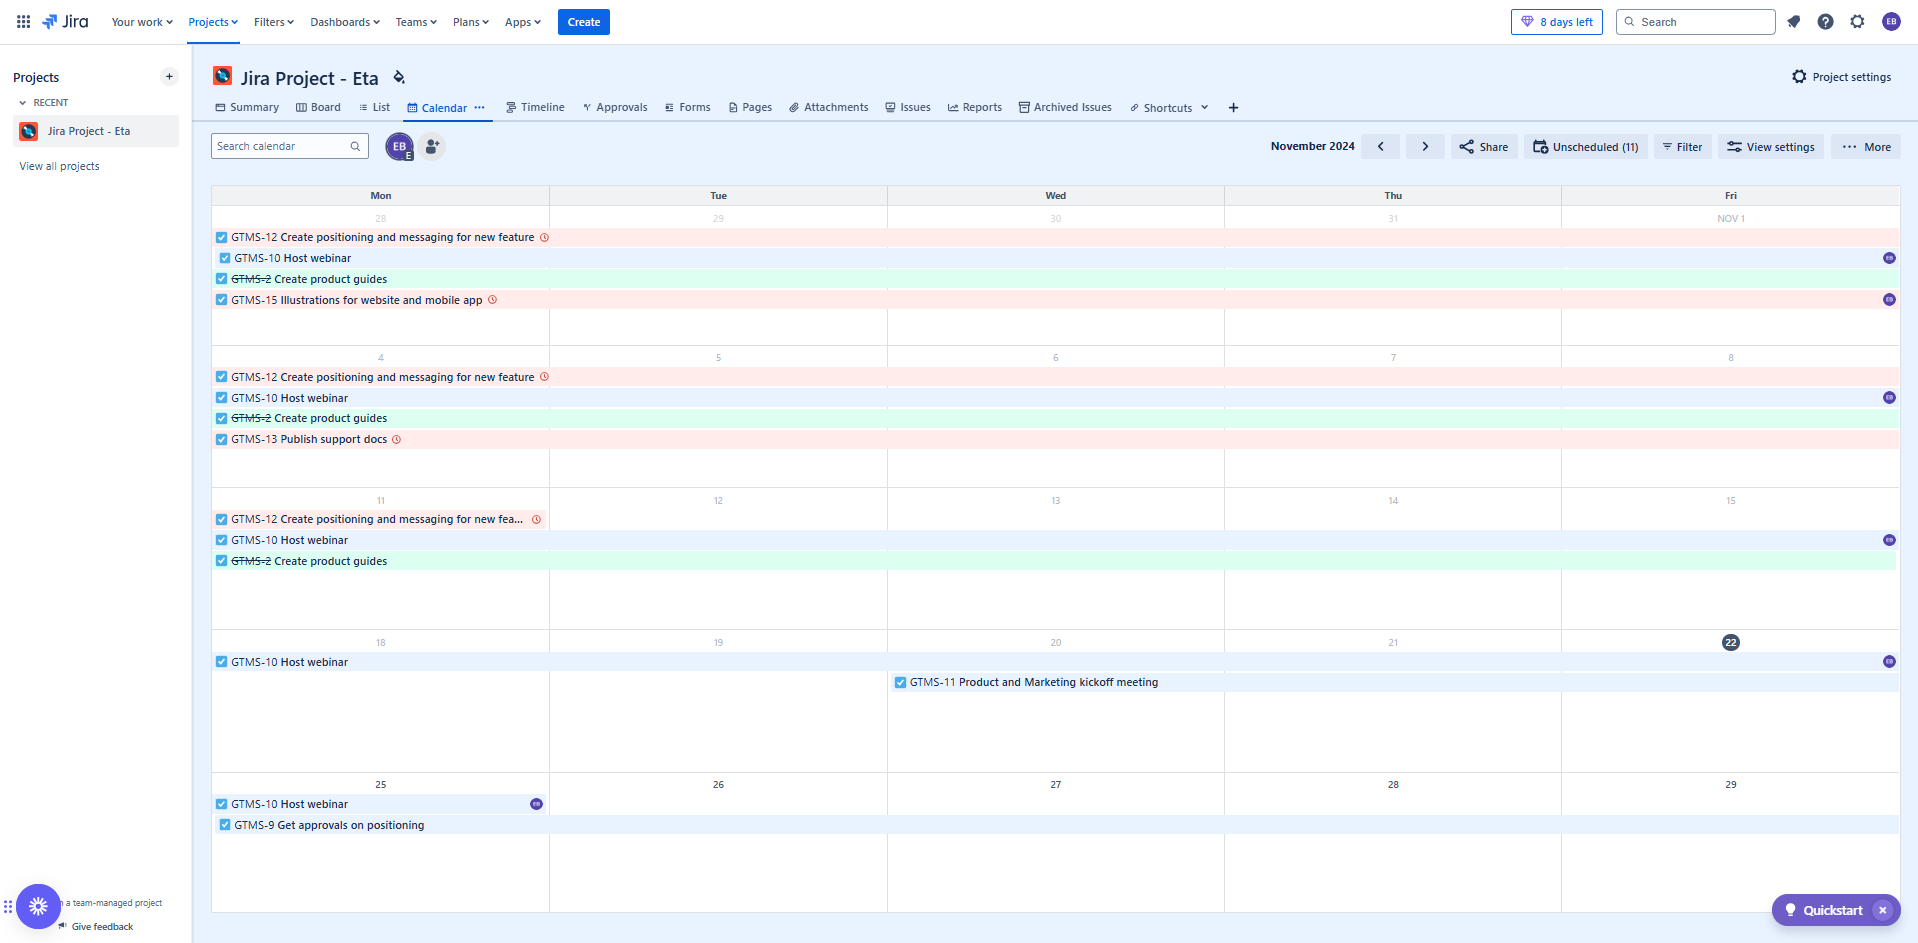 Jira Your work Projects Filters Dashboards Teams Plans Apps Create 8 days left Search EB
Projects
RECENT
Jira Project - Eta
View all projects
Jira Project - Eta
Project settings
Summary Board List Calendar Timeline Approvals Forms Pages Attachments Issues Reports Archived Issues Shortcuts
Search calendar EB E November 2024 Share Unscheduled (11) Filter View settings More
Mon Tue Wed Thu Fri
28 29 30 31 NOV 1
GTMS-12 Create positioning and messaging for new feature
GTMS-10 Host webinar EB
GTMS-2 Create product guides
GTMS-15 Illustrations for website and mobile app EB
4 5 6 7 8
GTMS-12 Create positioning and messaging for new feature
GTMS-10 Host webinar EB
GTMS-2 Create product guides
GTMS-13 Publish support docs
11 12 13 14 15
GTMS-12 Create positioning and messaging for new fea...
GTMS-10 Host webinar EB
GTMS-2 Create product guides
18 19 20 21 22
GTMS-10 Host webinar EB
GTMS-11 Product and Marketing kickoff meeting
25 26 27 28 29
GTMS-10 Host webinar EB
GTMS-9 Get approvals on positioning
a team-managed project
Give feedback
Quickstart